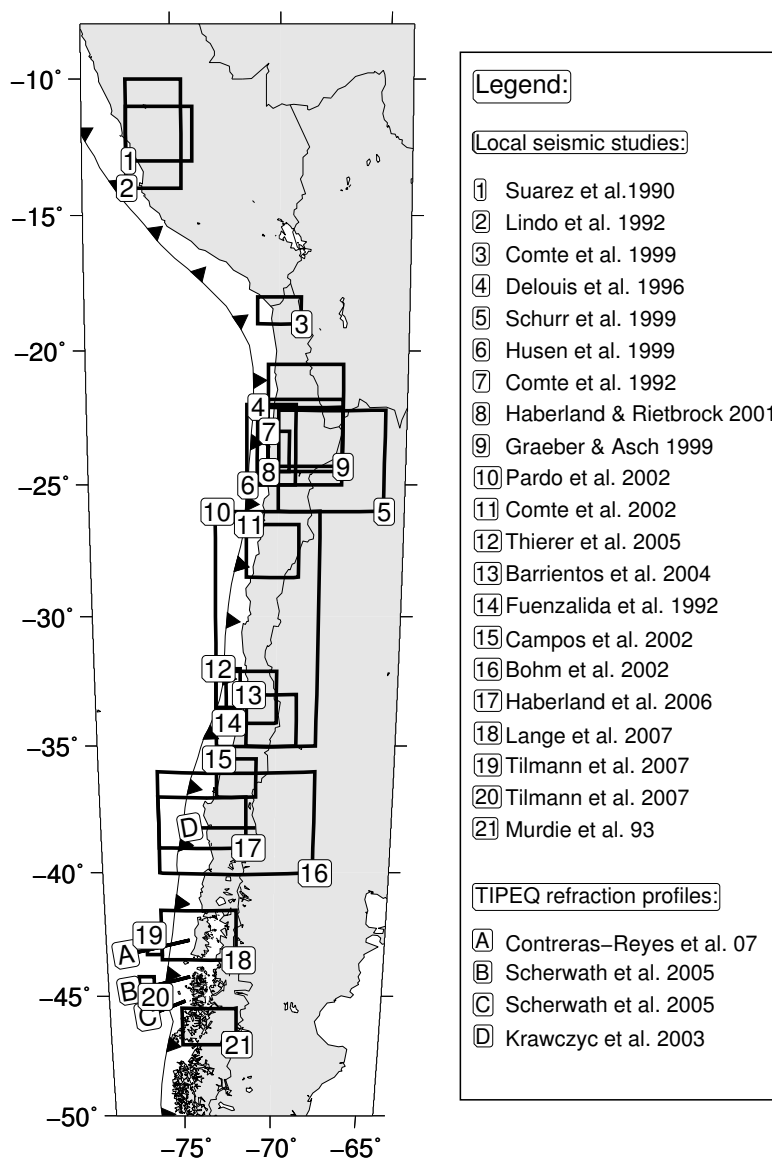 −10°
−15°
−20°
−25°
−30°
−35°
−40°
−45°
−50°
−75°
−70°
−65°
1
2
3
4
7
8
9
6
5
10
11
12
13
14
15
D
17
16
19
A
18
B
20
C
21
Legend:
Local seismic studies:
1 Suarez et al.1990
2 Lindo et al. 1992
3 Comte et al. 1999
4 Delouis et al. 1996
5 Schurr et al. 1999
6 Husen et al. 1999
7 Comte et al. 1992
8 Haberland & Rietbrock 2001
9 Graeber & Asch 1999
10 Pardo et al. 2002
11 Comte et al. 2002
12 Thierer et al. 2005
13 Barrientos et al. 2004
14 Fuenzalida et al. 1992
15 Campos et al. 2002
16 Bohm et al. 2002
17 Haberland et al. 2006
18 Lange et al. 2007
19 Tilmann et al. 2007
20 Tilmann et al. 2007
21 Murdie et al. 93
TIPEQ refraction profiles:
A Contreras−Reyes et al. 07
B Scherwath et al. 2005
C Scherwath et al. 2005
D Krawczyc et al. 2003